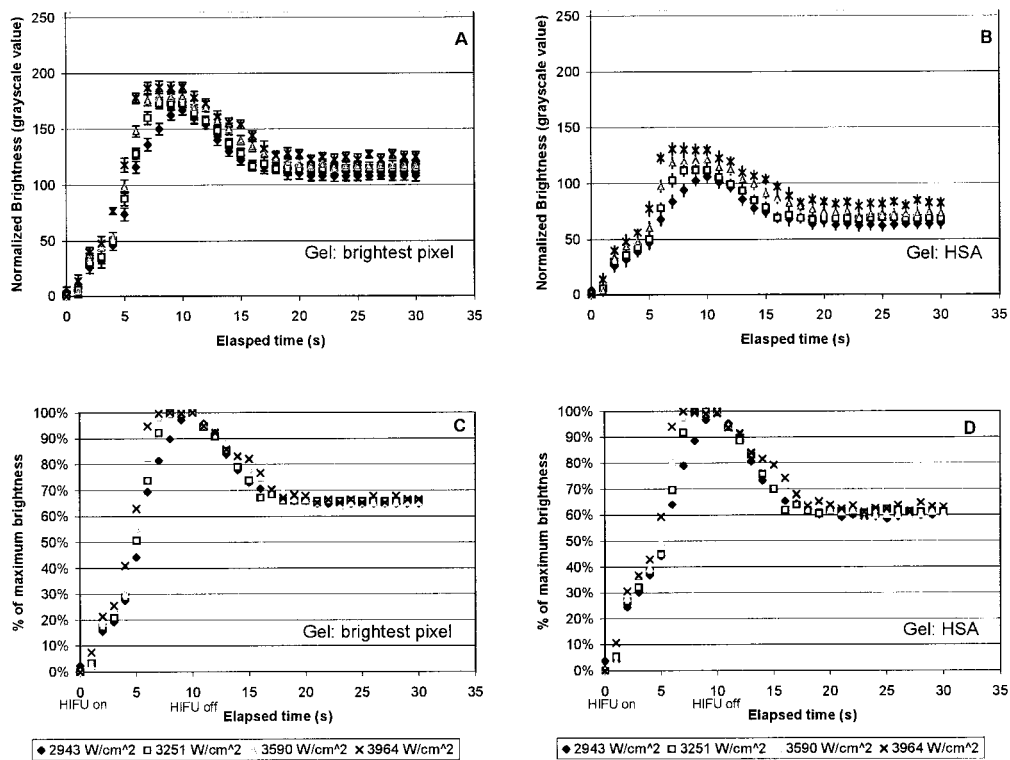 A
Normalized Brightness (grayscale value)
250
200
150
100
50
0
Gel: brightest pixel
0 5 10 15 20 25 30 35
Elasped time (s)
B
Normalized Brightness (grayscale value)
250
200
150
100
50
0
Gel: HSA
0 5 10 15 20 25 30 35
Elasped time (s)
C
% of maximum brightness
100%
90%
80%
70%
60%
50%
40%
30%
20%
10%
0%
Gel: brightest pixel
0 5 10 15 20 25 30 35
HIFU on HIFU off Elapsed time (s)
2943 W/cm^2 3251 W/cm^2 3590 W/cm^2 3964 W/cm^2
D
% of maximum brightness
100%
90%
80%
70%
60%
50%
40%
30%
20%
10%
0%
Gel: HSA
0 5 10 15 20 25 30 35
HIFU on HIFU off Elapsed time (s)
2943 W/cm^2 3251 W/cm^2 3590 W/cm^2 3964 W/cm^2